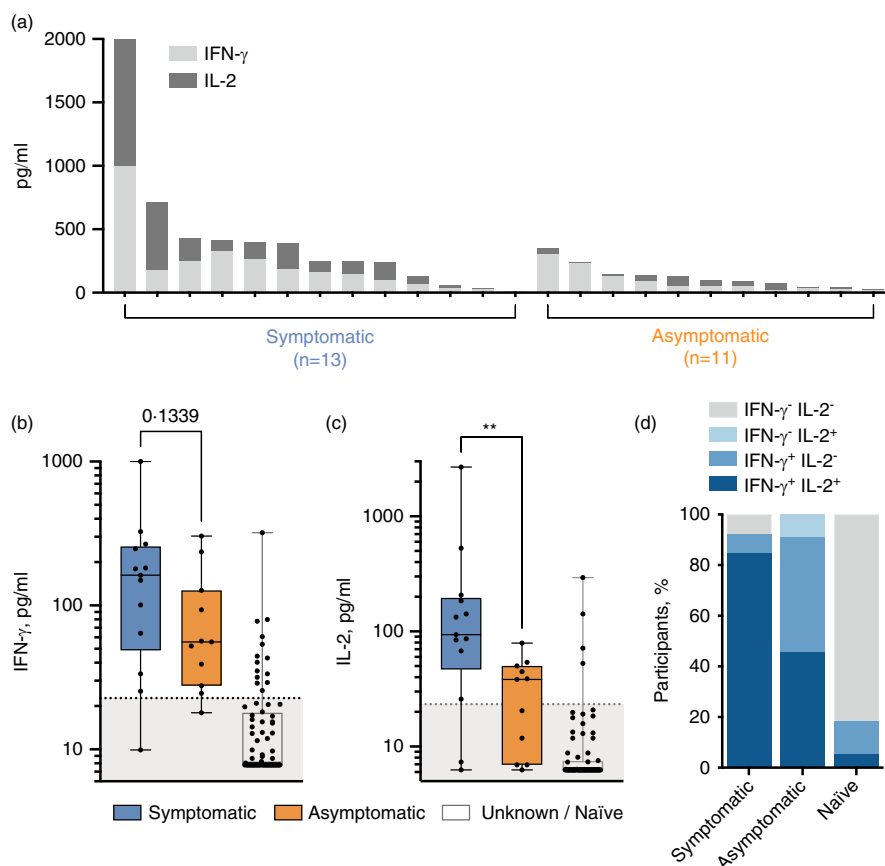 (a)
2000
1500
1000
500
0
pg/ml
IFN-γ
IL-2
Symptomatic
(n=13)
Asymptomatic
(n=11)
(b)
0·1339
1000
100
10
IFN-γ, pg/ml
(c)
**
1000
100
10
IL-2, pg/ml
Symptomatic
Asymptomatic
Unknown / Naïve
(d)
IFN-γ⁻ IL-2⁻
IFN-γ⁻ IL-2⁺
IFN-γ⁺ IL-2⁻
IFN-γ⁺ IL-2⁺
100
80
60
40
20
0
Participants, %
Symptomatic
Asymptomatic
Naïve